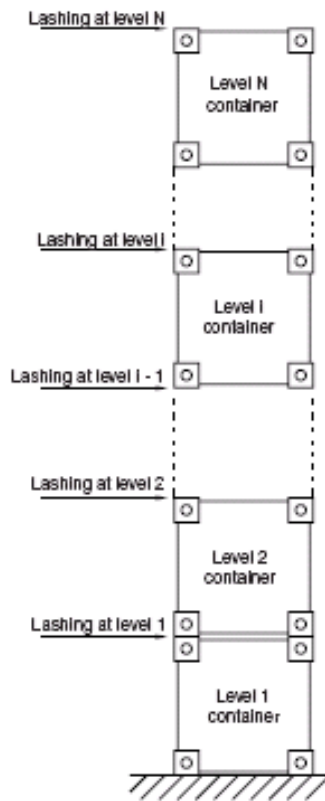 Lashing at level N
Level N
container
Lashing at level i
Level i
container
Lashing at level i - 1
Lashing at level 2
Level 2
container
Lashing at level 1
Level 1
container